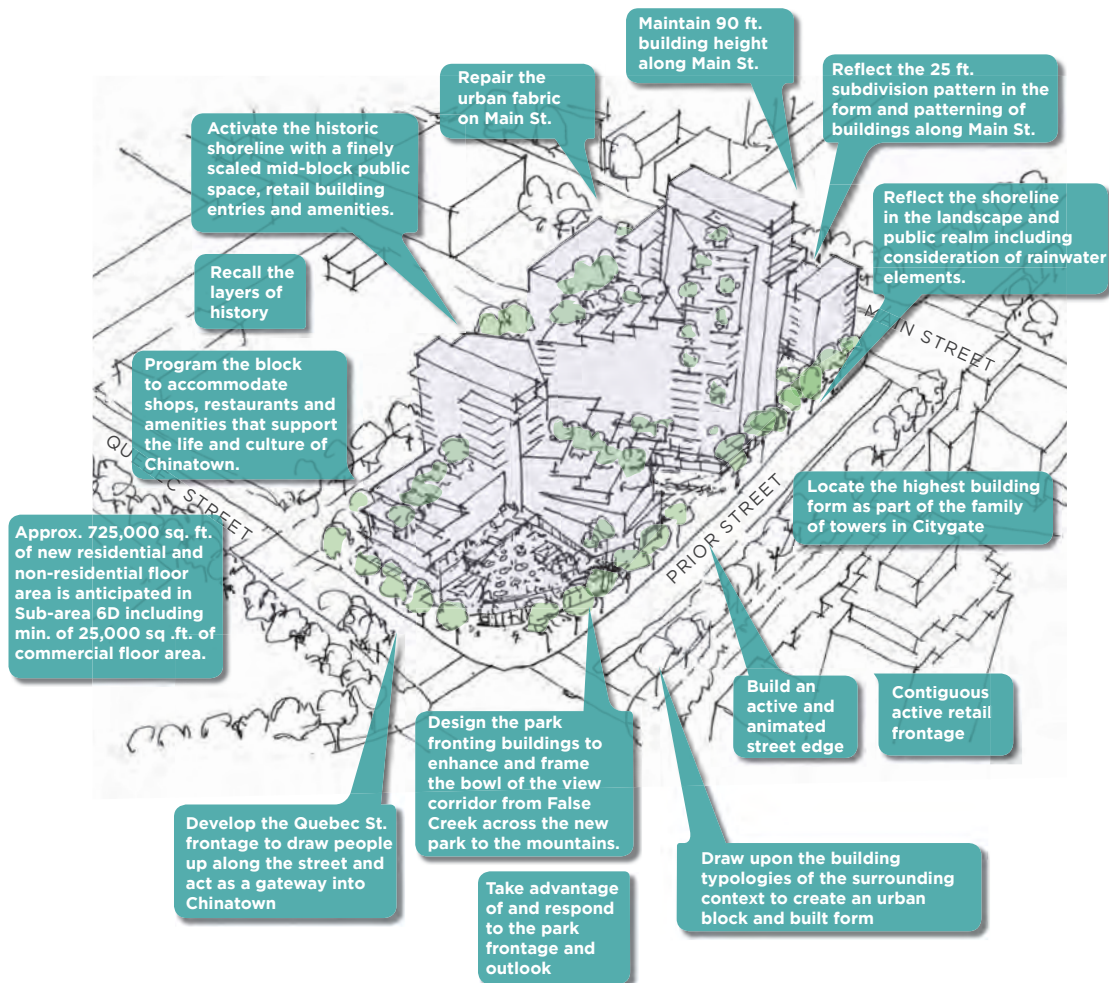 Maintain 90 ft.
building height
along Main St.
Repair the
urban fabric
on Main St.
Reflect the 25 ft.
subdivision pattern in the
form and patterning of
buildings along Main St.
Activate the historic
shoreline with a finely
scaled mid-block public
space, retail building
entries and amenities.
Reflect the shoreline
in the landscape and
public realm including
consideration of rainwater
elements.
Recall the
layers of
history
MAIN STREET
Program the block
to accommodate
shops, restaurants and
amenities that support
the life and culture of
Chinatown.
QUEBEC STREET
PRIOR STREET
Locate the highest building
form as part of the family
of towers in Citygate
Approx. 725,000 sq. ft.
of new residential and
non-residential floor
area is anticipated in
Sub-area 6D including
min. of 25,000 sq .ft. of
commercial floor area.
Build an
active and
animated
street edge
Contiguous
active retail
frontage
Design the park
fronting buildings to
enhance and frame
the bowl of the view
corridor from False
Creek across the new
park to the mountains.
Develop the Quebec St.
frontage to draw people
up along the street and
act as a gateway into
Chinatown
Draw upon the building
typologies of the surrounding
context to create an urban
block and built form
Take advantage
of and respond
to the park
frontage and
outlook